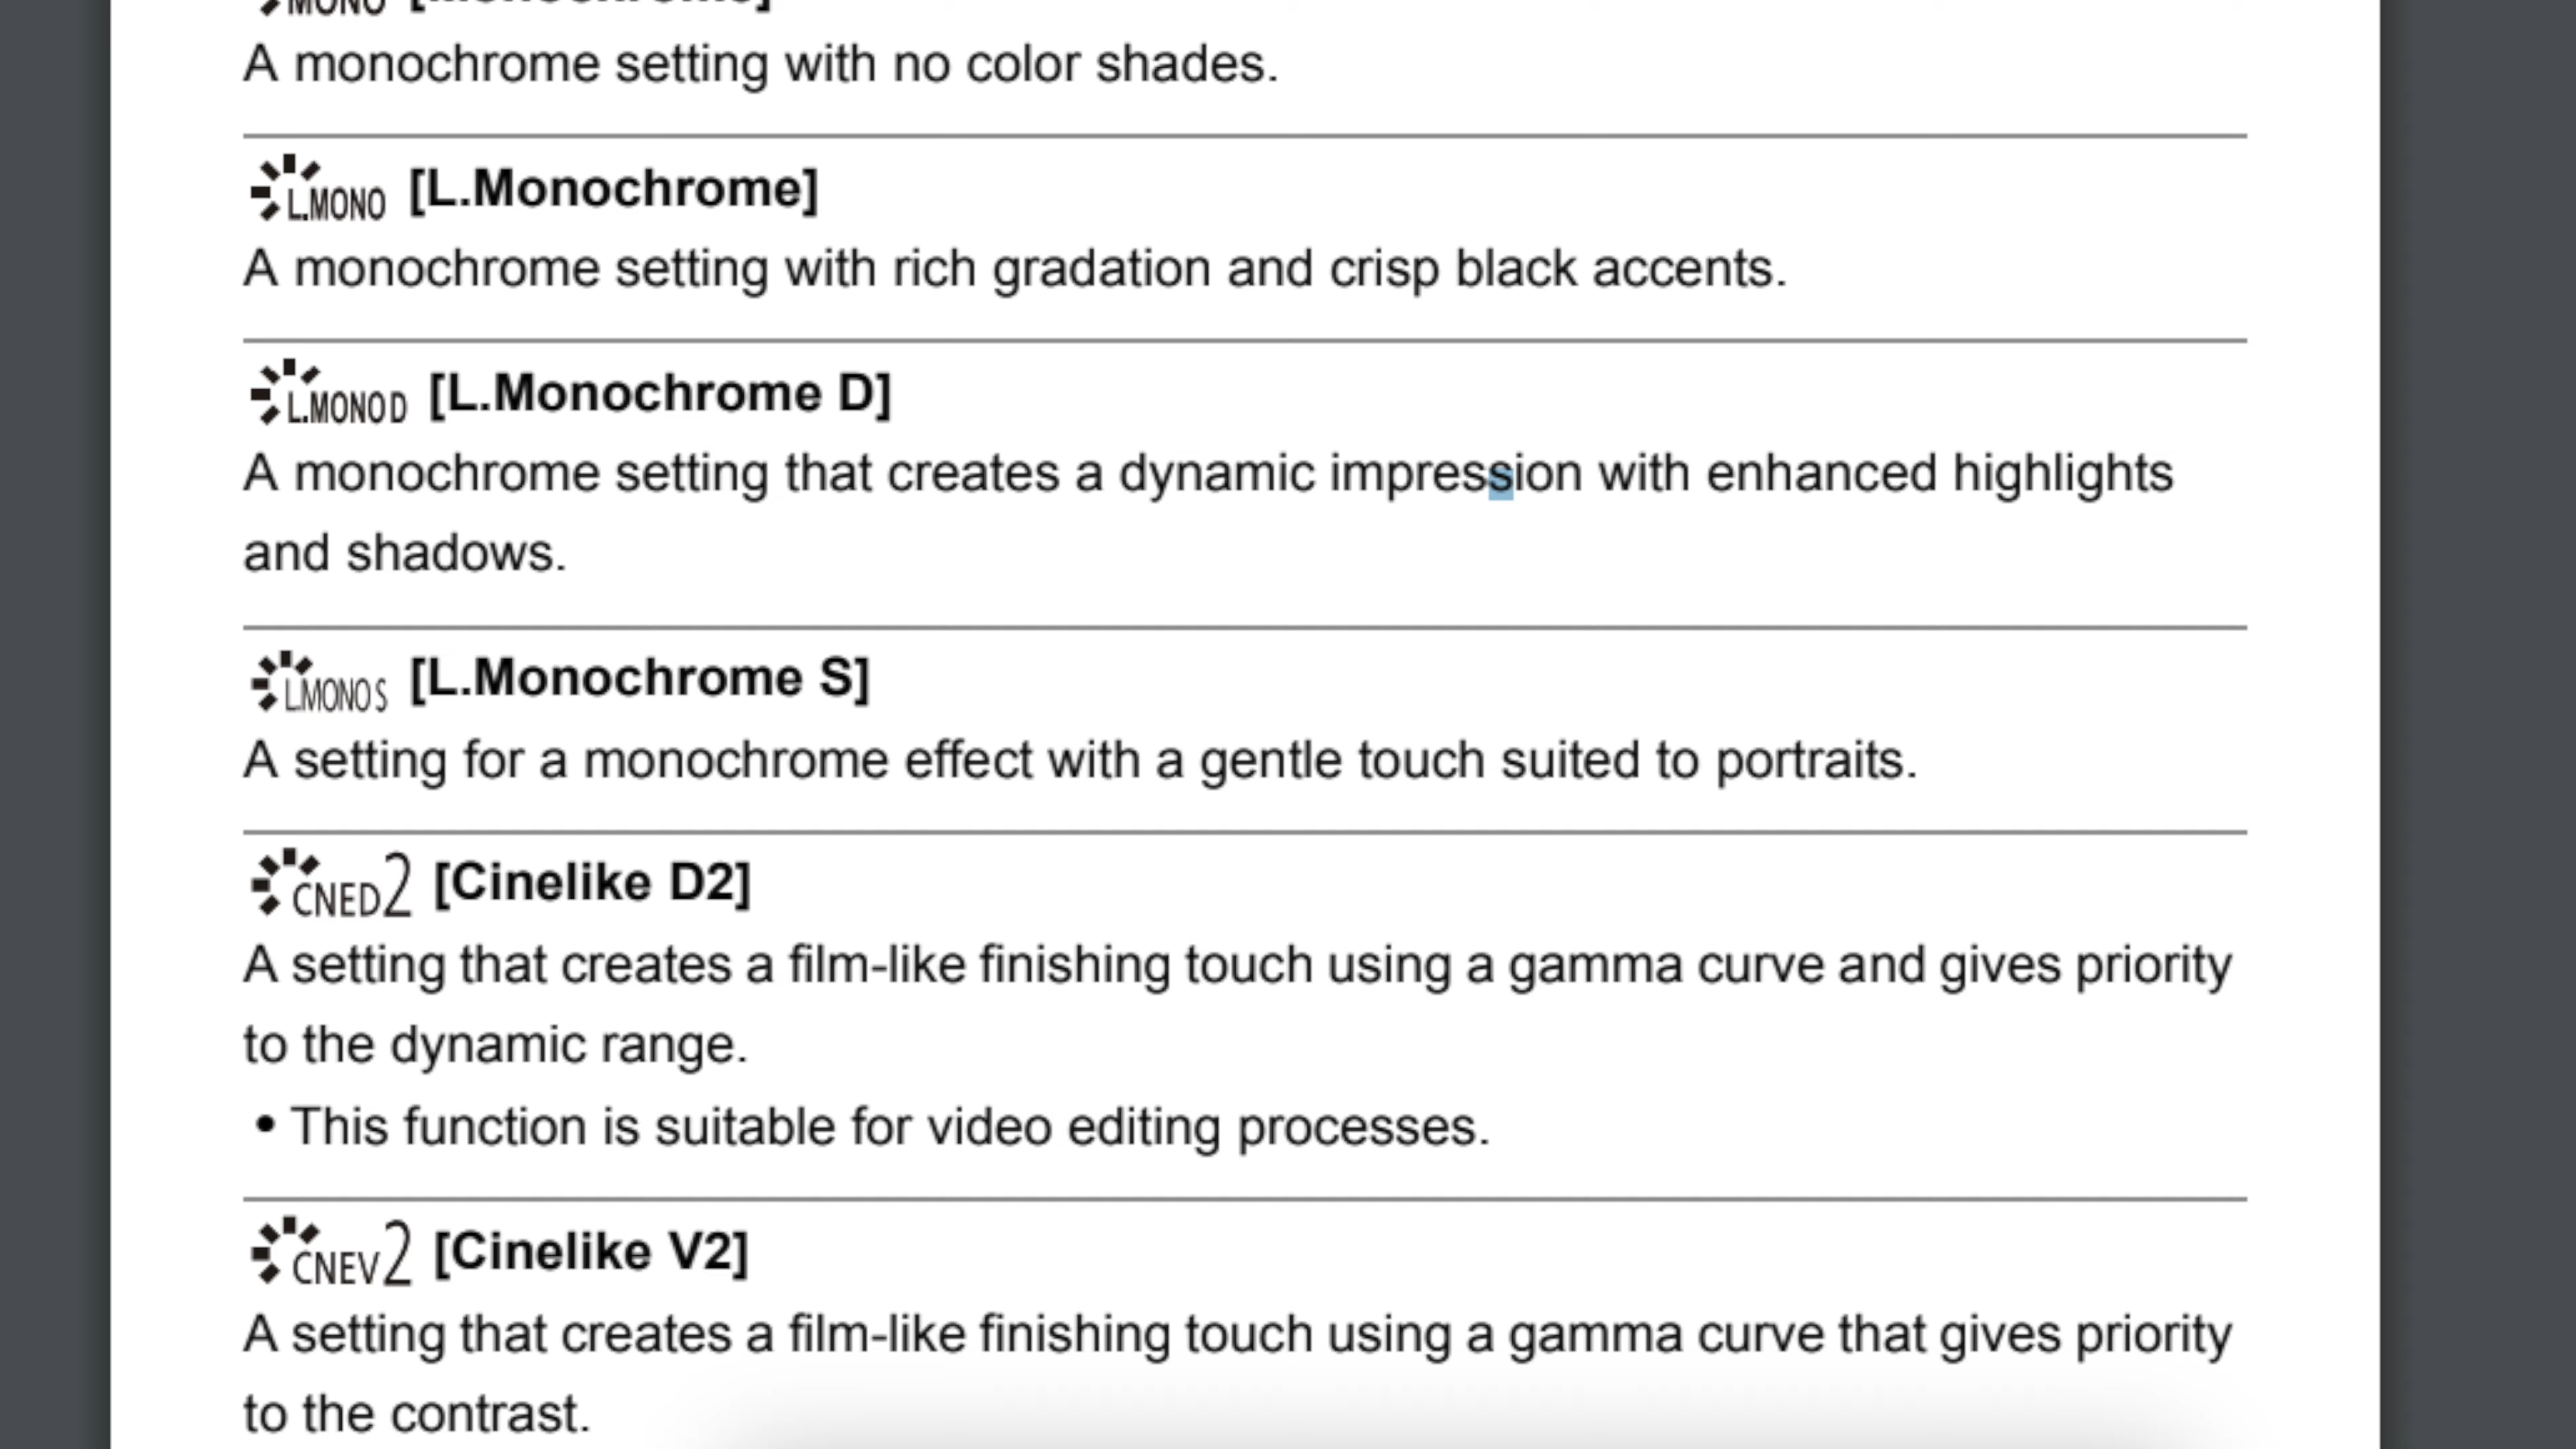 MONO [Monochrome]
A monochrome setting with no color shades.
L.MONO [L.Monochrome]
A monochrome setting with rich gradation and crisp black accents.
L.MONO D [L.Monochrome D]
A monochrome setting that creates a dynamic impression with enhanced highlights
and shadows.
L.MONO S [L.Monochrome S]
A setting for a monochrome effect with a gentle touch suited to portraits.
CNED2 [Cinelike D2]
A setting that creates a film-like finishing touch using a gamma curve and gives priority
to the dynamic range.
• This function is suitable for video editing processes.
CNEV2 [Cinelike V2]
A setting that creates a film-like finishing touch using a gamma curve that gives priority
to the contrast.